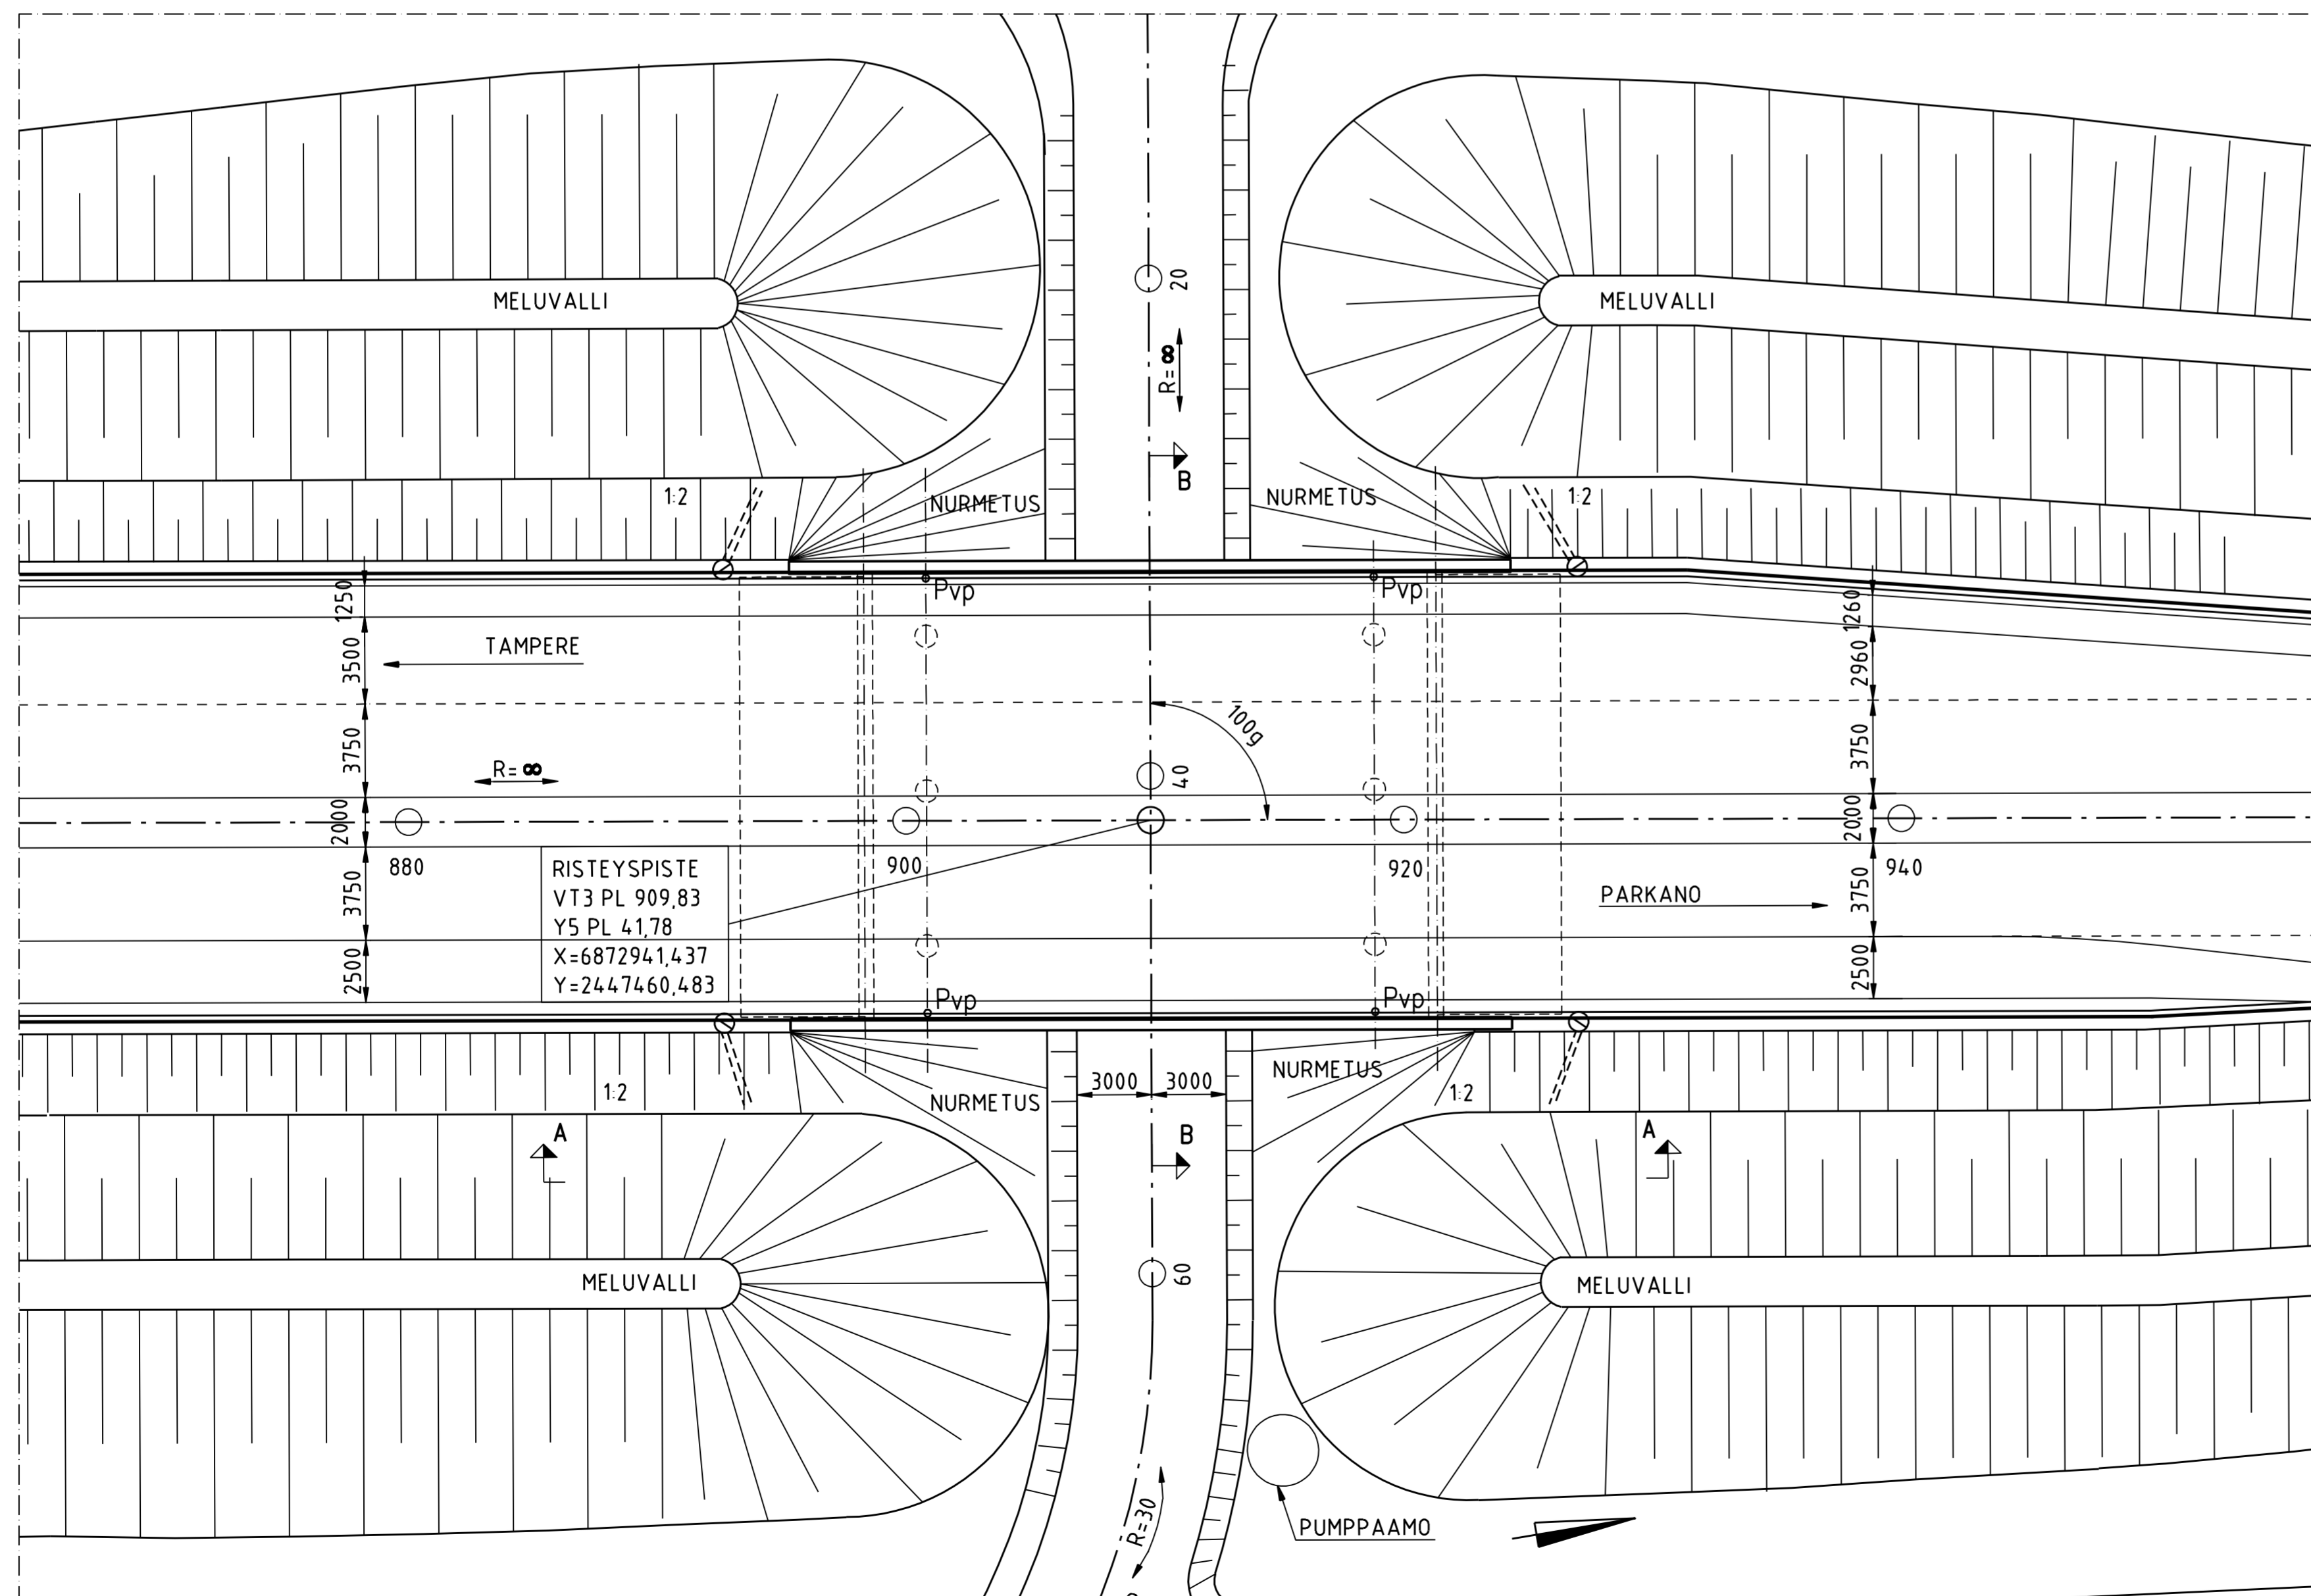 20
MELUVALLI
MELUVALLI
R=∞
B
1:2
NURMETUS
NURMETUS
1:2
Pvp
Pvp
1250
1260
TAMPERE
3500
2960
100g
3750
R=∞
40
3750
2000
2000
880
900
920
940
RISTEYSPISTE
VT3 PL 909,83
Y5 PL 41,78
X=6872941,437
Y=2447460,483
3750
PARKANO
3750
2500
2500
Pvp
Pvp
NURMETUS
1:2
NURMETUS
3000
3000
1:2
A
B
A
MELUVALLI
60
MELUVALLI
R=30
PUMPPAAMO